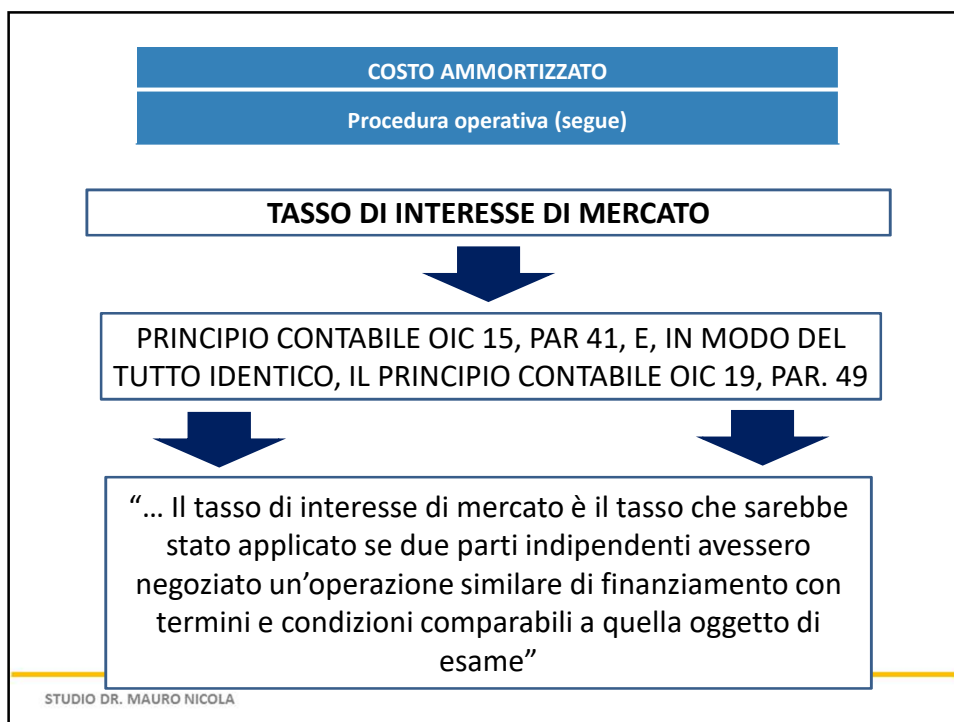 COSTO AMMORTIZZATO
Procedura operativa (segue)
TASSO DI INTERESSE DI MERCATO
PRINCIPIO CONTABILE OIC 15, PAR 41, E, IN MODO DEL
TUTTO IDENTICO, IL PRINCIPIO CONTABILE OIC 19, PAR. 49
“… Il tasso di interesse di mercato è il tasso che sarebbe
stato applicato se due parti indipendenti avessero
negoziato un’operazione similare di finanziamento con
termini e condizioni comparabili a quella oggetto di
esame”
STUDIO DR. MAURO NICOLA